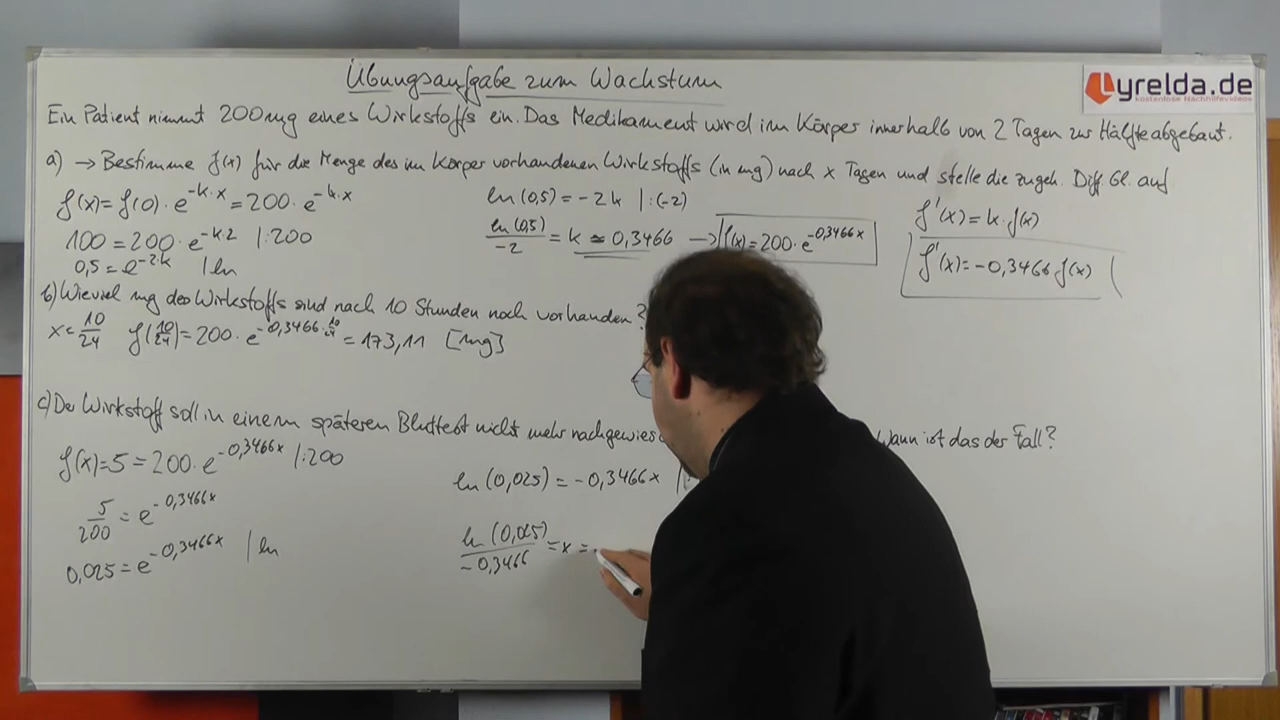 Übungsaufgabe zum Wachstum
Lyrelda.de
kostenlose Nachhilfevideos
Ein Patient nimmt 200mg eines Wirkstoffs ein. Das Medikament wird im Körper innerhalb von 2 Tagen zur Hälfte abgebaut.
a) → Bestimme f(x) für die Menge des im Körper vorhandenen Wirkstoffs (in mg) nach x Tagen und stelle die zugeh. Diff. Gl. auf
f(x) = f(0) · e^(-k·x) = 200 · e^(-k·x)
100 = 200 · e^(-k·2) |:200
0,5 = e^(-2·k) | ln
ln(0,5) = -2k |:(-2)
ln(0,5)/-2 = k ≃ 0,3466 → f(x) = 200 · e^(-0,3466x)
f'(x) = k · f(x)
f'(x) = -0,3466 f(x)
b) Wieviel mg des Wirkstoffs sind nach 10 Stunden noch vorhanden?
x = 10/24 f(10/24) = 200 · e^(-0,3466 · 10/24) = 173,11 [mg]
c) Der Wirkstoff soll in einem späteren Bluttest nicht mehr nachgewies Wann ist das der Fall?
f(x) = 5 = 200 · e^(-0,3466x) |:200
5/200 = e^(-0,3466x)
0,025 = e^(-0,3466x) | ln
ln(0,025) = -0,3466x |
ln(0,025)/-0,3466 = x =